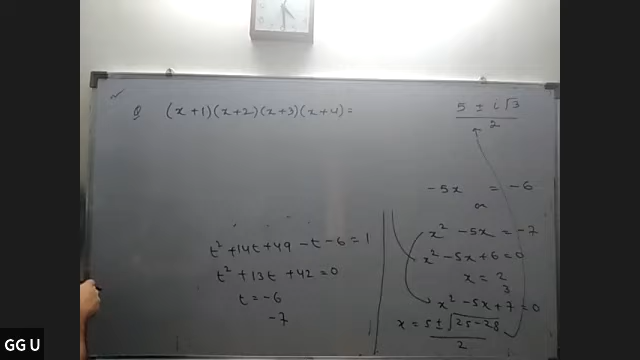 Q (x+1)(x+2)(x+3)(x+4)=
5 ± i√3
2
-5x = -6
or
x² -5x = -7
x² -5x+6=0
x = 2
3
x² -5x+7=0
x = 5±√25-28
2
t² +14t+49 -t-6=1
t² +13t +42=0
t=-6
-7
GG U